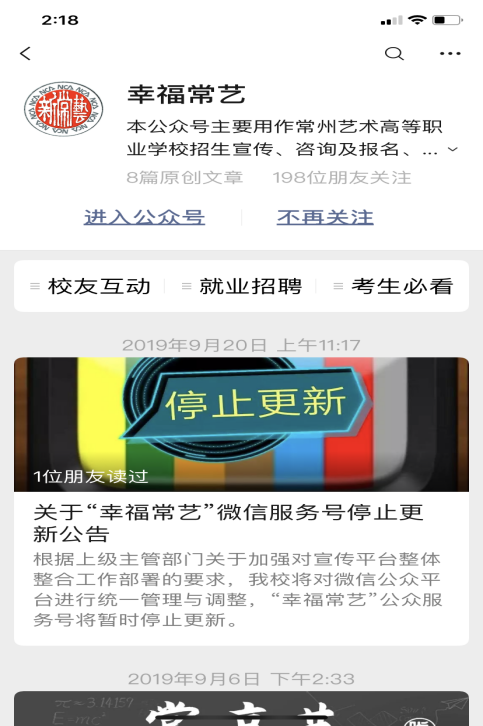 2:18
新常藝
幸福常艺
本公众号主要用作常州艺术高等职
业学校招生宣传、咨询及报名、...
8篇原创文章 198位朋友关注
进入公众号 不再关注
校友互动 就业招聘 考生必看
2019年9月20日 上午11:17
停止更新
1位朋友读过
关于“幸福常艺”微信服务号停止更
新公告
根据上级主管部门关于加强对宣传平台整体
整合工作部署的要求，我校将对微信公众平
台进行统一管理与调整，“幸福常艺”公众服
务号将暂时停止更新。
2019年9月6日 下午2:33
π≈3.14159
E=mc²